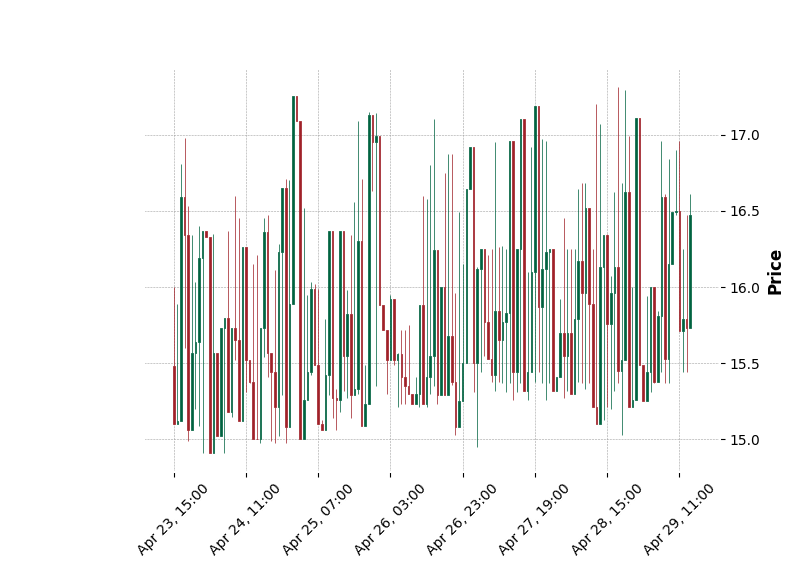 17.0
16.5
16.0
15.5
15.0
Price
Apr 23, 15:00
Apr 24, 11:00
Apr 25, 07:00
Apr 26, 03:00
Apr 26, 23:00
Apr 27, 19:00
Apr 28, 15:00
Apr 29, 11:00